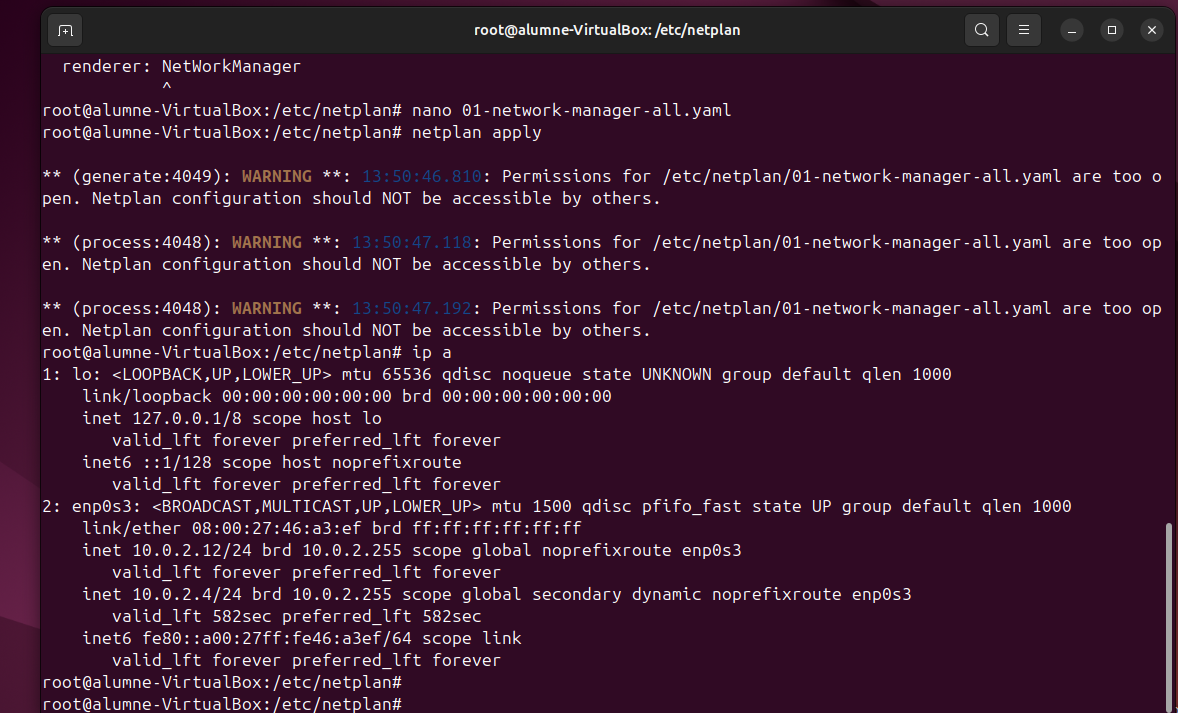 root@alumne-VirtualBox: /etc/netplan
  renderer: NetWorkManager
            ^
root@alumne-VirtualBox:/etc/netplan# nano 01-network-manager-all.yaml
root@alumne-VirtualBox:/etc/netplan# netplan apply

** (generate:4049): WARNING **: 13:50:46.810: Permissions for /etc/netplan/01-network-manager-all.yaml are too o
pen. Netplan configuration should NOT be accessible by others.

** (process:4048): WARNING **: 13:50:47.118: Permissions for /etc/netplan/01-network-manager-all.yaml are too op
en. Netplan configuration should NOT be accessible by others.

** (process:4048): WARNING **: 13:50:47.192: Permissions for /etc/netplan/01-network-manager-all.yaml are too op
en. Netplan configuration should NOT be accessible by others.
root@alumne-VirtualBox:/etc/netplan# ip a
1: lo: <LOOPBACK,UP,LOWER_UP> mtu 65536 qdisc noqueue state UNKNOWN group default qlen 1000
    link/loopback 00:00:00:00:00:00 brd 00:00:00:00:00:00
    inet 127.0.0.1/8 scope host lo
       valid_lft forever preferred_lft forever
    inet6 ::1/128 scope host noprefixroute
       valid_lft forever preferred_lft forever
2: enp0s3: <BROADCAST,MULTICAST,UP,LOWER_UP> mtu 1500 qdisc pfifo_fast state UP group default qlen 1000
    link/ether 08:00:27:46:a3:ef brd ff:ff:ff:ff:ff:ff
    inet 10.0.2.12/24 brd 10.0.2.255 scope global noprefixroute enp0s3
       valid_lft forever preferred_lft forever
    inet 10.0.2.4/24 brd 10.0.2.255 scope global secondary dynamic noprefixroute enp0s3
       valid_lft 582sec preferred_lft 582sec
    inet6 fe80::a00:27ff:fe46:a3ef/64 scope link
       valid_lft forever preferred_lft forever
root@alumne-VirtualBox:/etc/netplan#
root@alumne-VirtualBox:/etc/netplan#